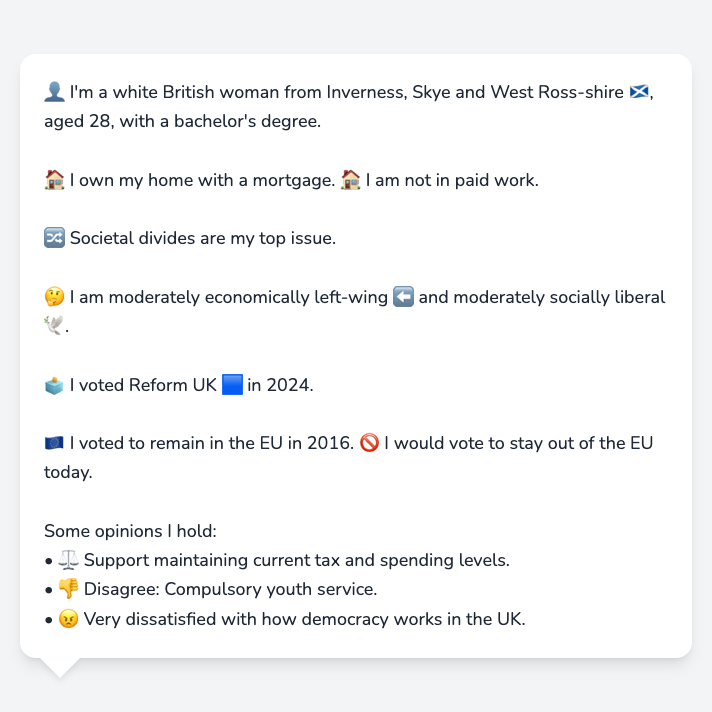 👤 I'm a white British woman from Inverness, Skye and West Ross-shire 🏴󠁧󠁢󠁳󠁣󠁴󠁿,
aged 28, with a bachelor's degree.
🏠 I own my home with a mortgage. 🏠 I am not in paid work.
🔀 Societal divides are my top issue.
🤔 I am moderately economically left-wing ⬅️ and moderately socially liberal
🕊️.
🗳️ I voted Reform UK 🟦 in 2024.
🇪🇺 I voted to remain in the EU in 2016. 🚫 I would vote to stay out of the EU
today.
Some opinions I hold:
• ⚖️ Support maintaining current tax and spending levels.
• 👎 Disagree: Compulsory youth service.
• 😠 Very dissatisfied with how democracy works in the UK.